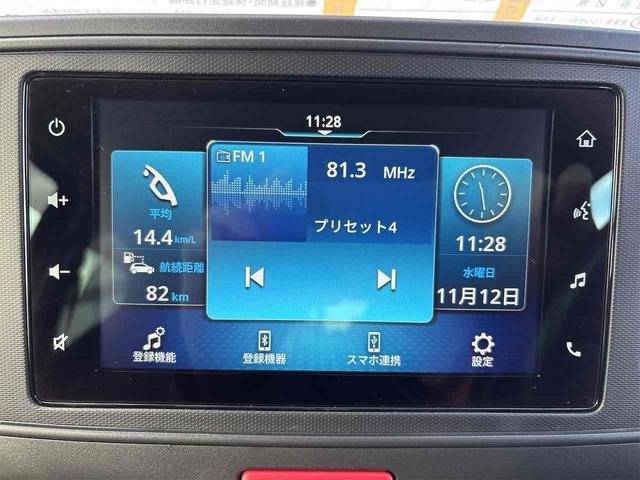 11:28
FM 1
81.3 MHz
プリセット4
平均
14.4 km/L
航続距離
82 km
11:28
水曜日
11月12日
登録機能
登録機器
スマホ連携
設定